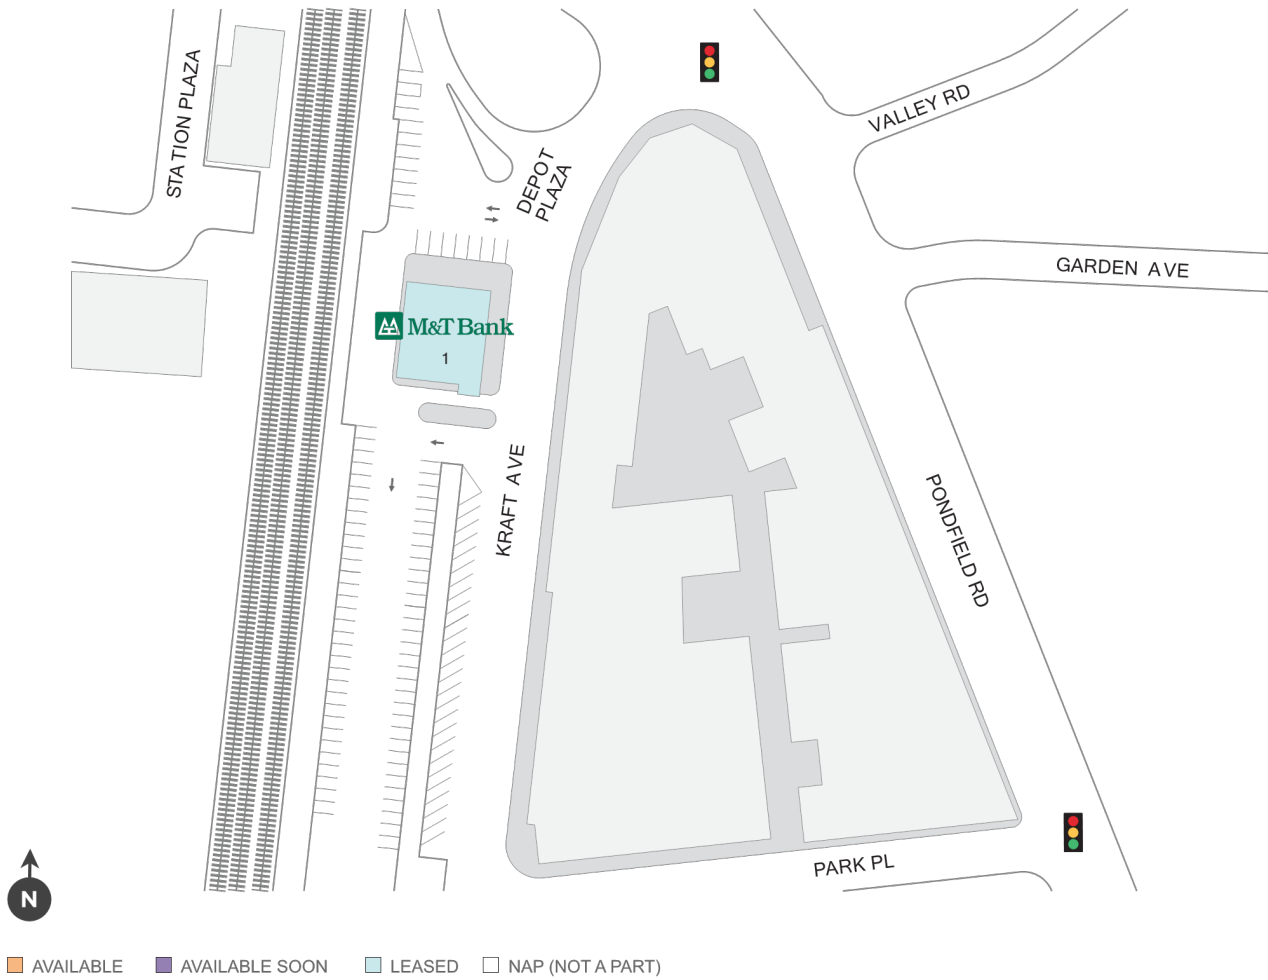 STATION PLAZA
VALLEY RD
DEPOT
PLAZA
GARDEN AVE
M&T Bank
1
KRAFT AVE
PONDFIELD RD
PARK PL
N
AVAILABLE
AVAILABLE SOON
LEASED
NAP (NOT A PART)